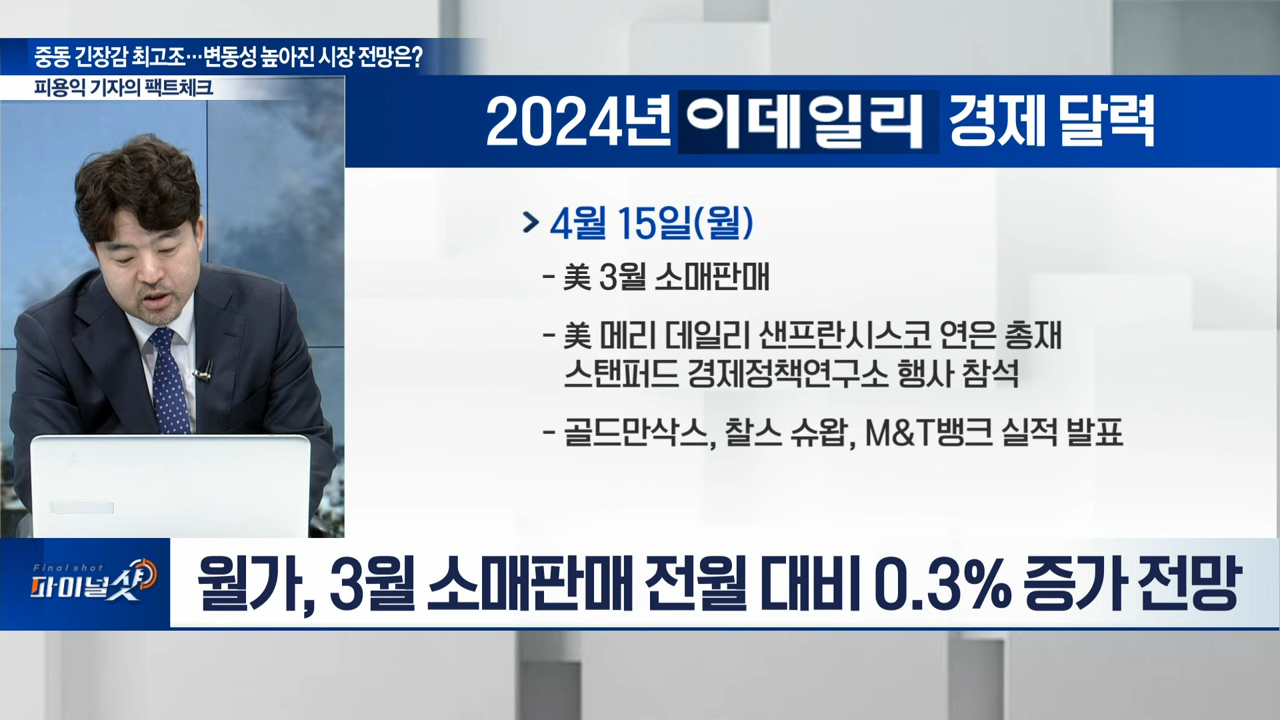 중동 긴장감 최고조…변동성 높아진 시장 전망은?
피용익 기자의 팩트체크
2024년 이데일리 경제 달력
> 4월 15일(월)
- 美 3월 소매판매
- 美 메리 데일리 샌프란시스코 연은 총재
스탠퍼드 경제정책연구소 행사 참석
- 골드만삭스, 찰스 슈왑, M&T뱅크 실적 발표
Final shot
파이널샷
월가, 3월 소매판매 전월 대비 0.3% 증가 전망